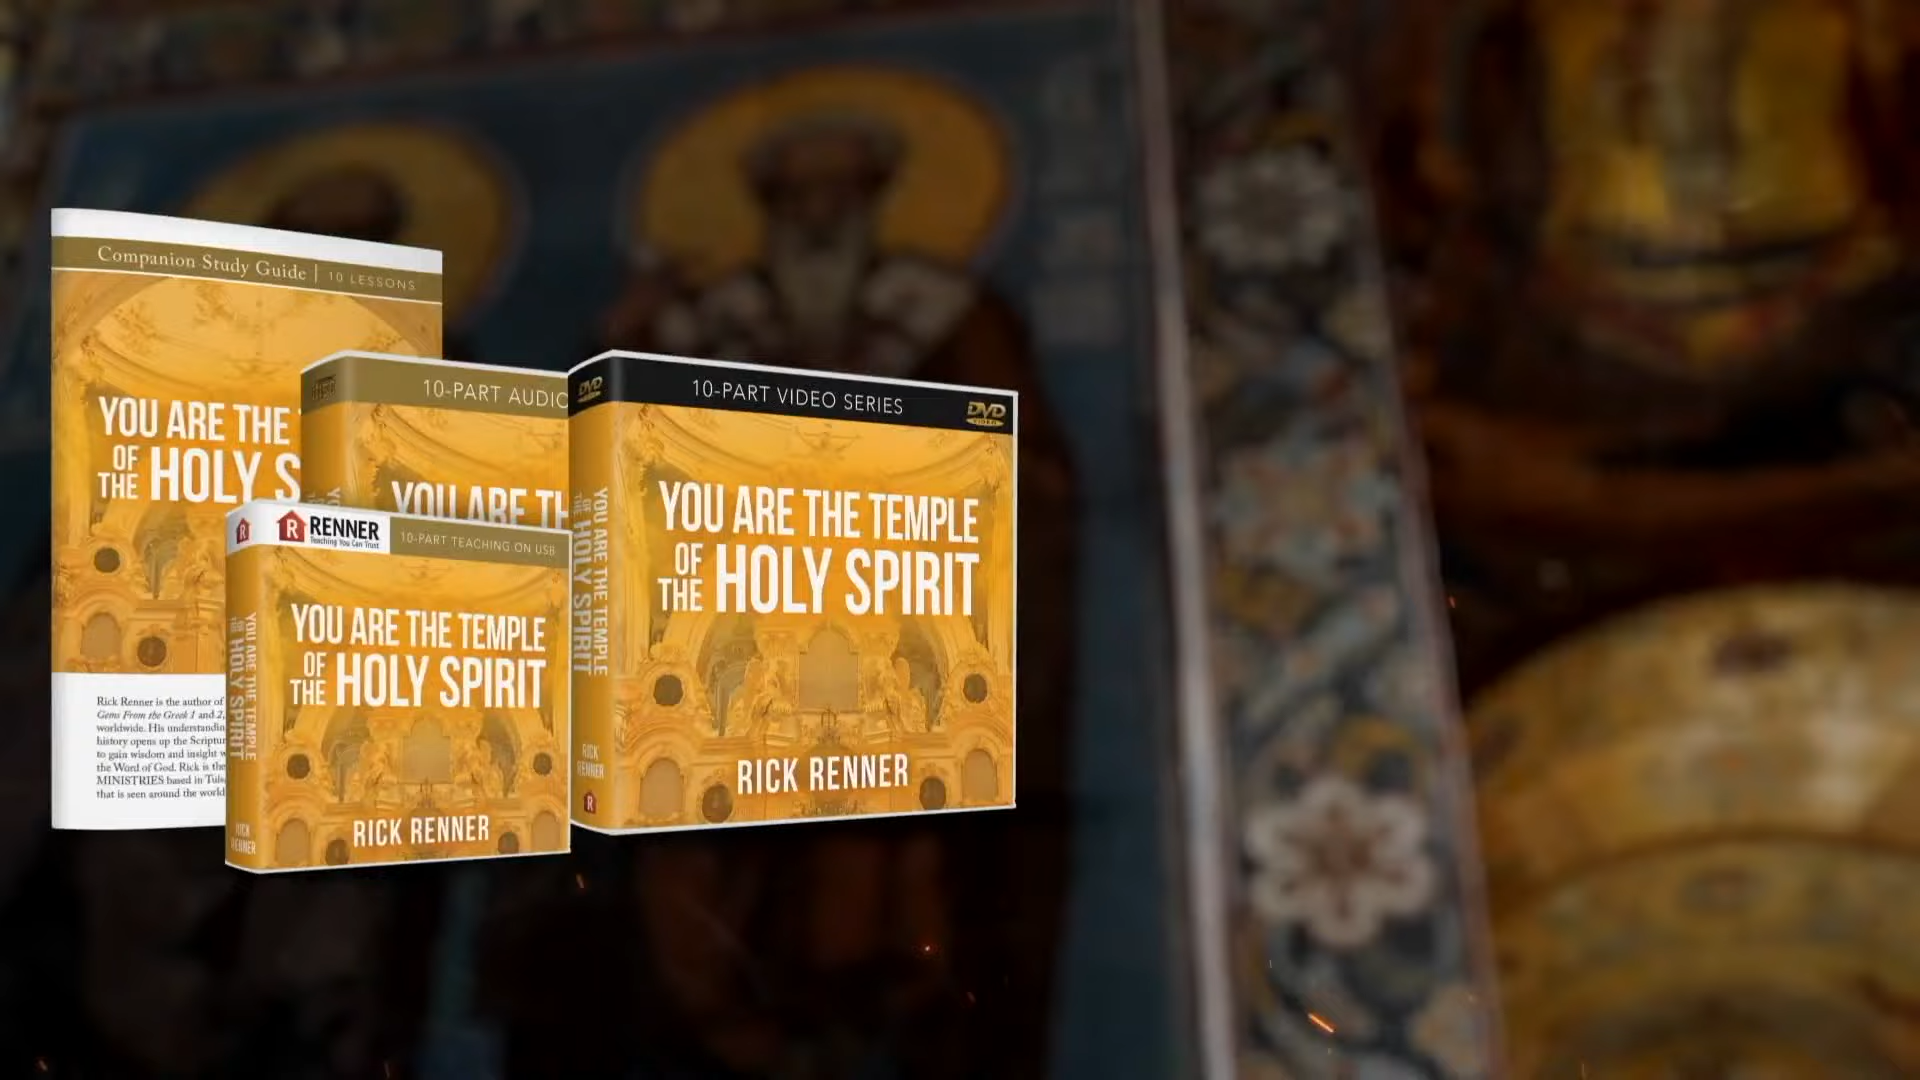 Companion Study Guide | 10 LESSONS
YOU ARE THE
OF
THE HOLY S
Rick Renner is the author of
Gems From the Greek 1 and 2,
worldwide. His understandin
history opens up the Scriptur
to gain wisdom and insight w
the Word of God. Rick is the
MINISTRIES based in Tuls
that is seen around the world
10-PART AUDIO
YOU ARE TH
R
R RENNER
Teaching You Can Trust
10-PART TEACHING ON USB
YOU ARE THE TEMPLE
OF
THE HOLY SPIRIT
RICK RENNER
YOU ARE THE TEMPLE
OF
THE HOLY SPIRIT
RICK
RENNER
DVD
10-PART VIDEO SERIES
DVD
VIDEO
YOU ARE THE TEMPLE
OF
THE HOLY SPIRIT
RICK RENNER
YOU ARE THE TEMPLE
OF
THE HOLY SPIRIT
RICK
RENNER
R